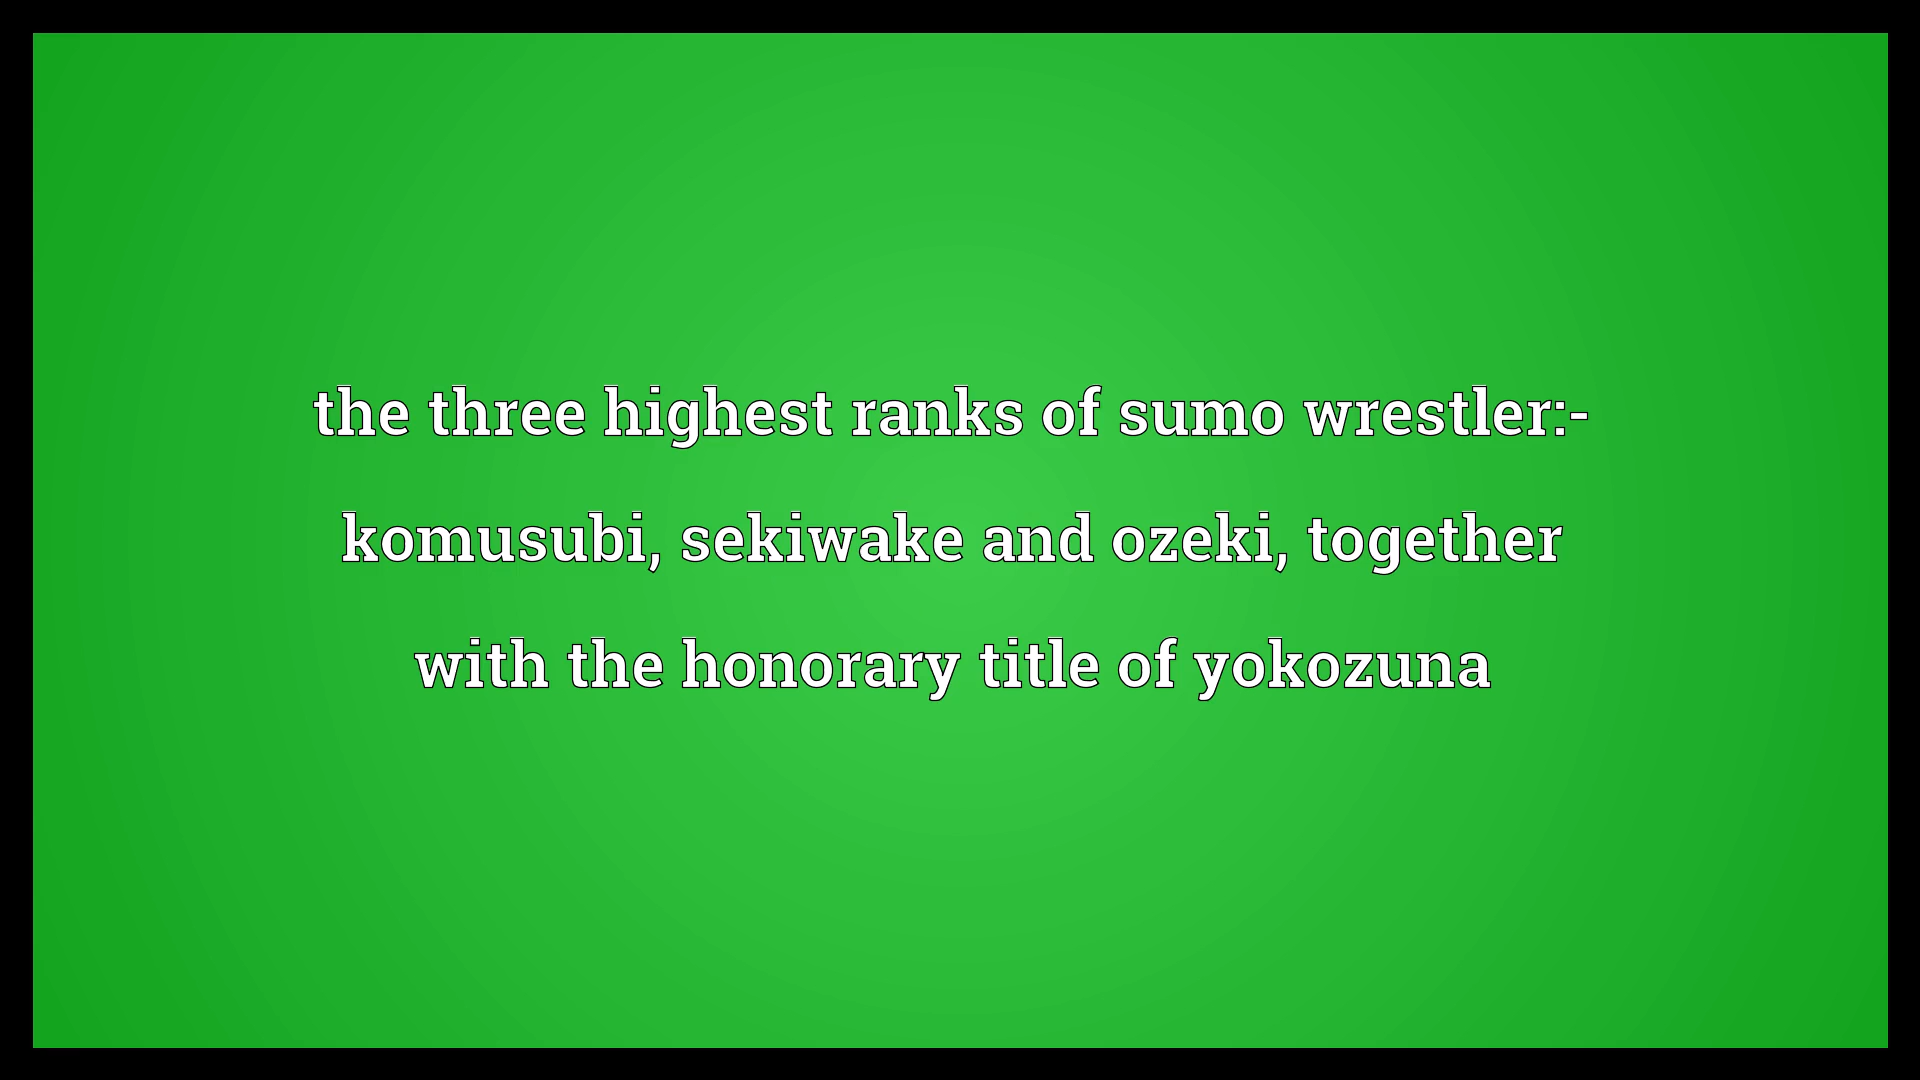 the three highest ranks of sumo wrestler:-
komusubi, sekiwake and ozeki, together
with the honorary title of yokozuna